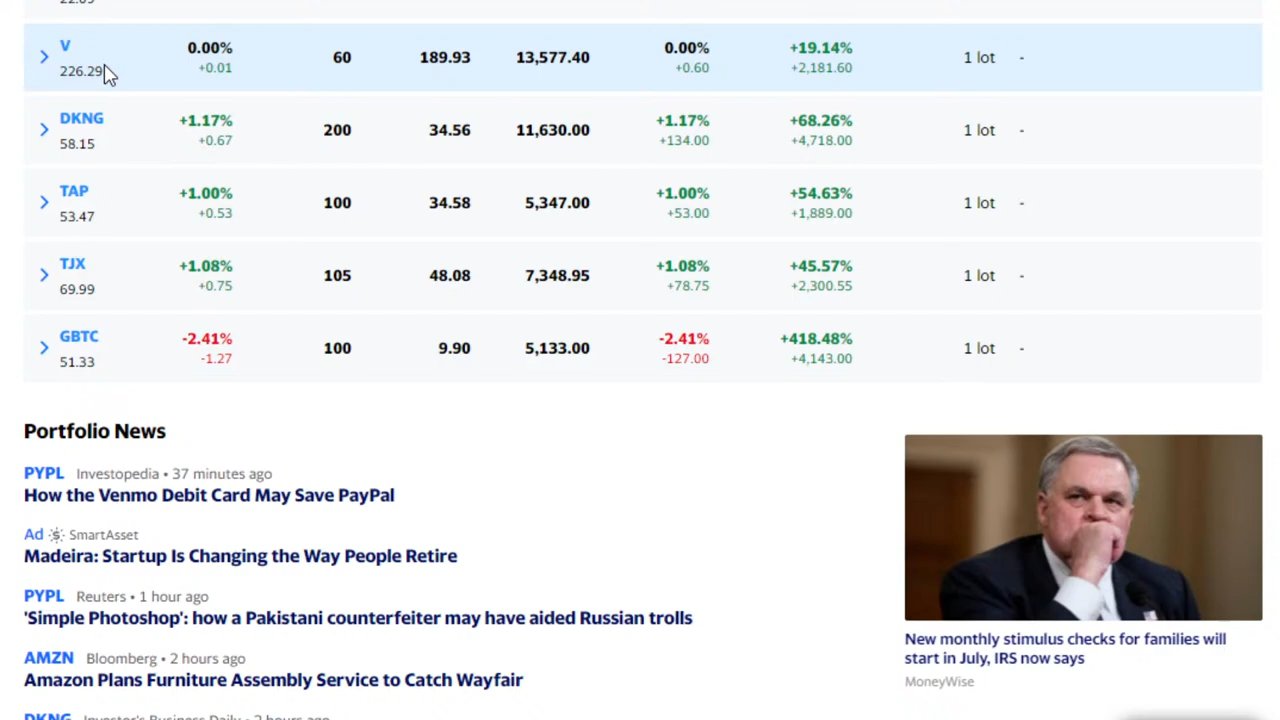 22.09
V 0.00% 60 189.93 13,577.40 0.00% +19.14% 1 lot -
226.29 +0.01 +0.60 +2,181.60
DKNG +1.17% 200 34.56 11,630.00 +1.17% +68.26% 1 lot -
58.15 +0.67 +134.00 +4,718.00
TAP +1.00% 100 34.58 5,347.00 +1.00% +54.63% 1 lot -
53.47 +0.53 +53.00 +1,889.00
TJX +1.08% 105 48.08 7,348.95 +1.08% +45.57% 1 lot -
69.99 +0.75 +78.75 +2,300.55
GBTC -2.41% 100 9.90 5,133.00 -2.41% +418.48% 1 lot -
51.33 -1.27 -127.00 +4,143.00
Portfolio News
PYPL Investopedia • 37 minutes ago
How the Venmo Debit Card May Save PayPal
Ad SmartAsset
Madeira: Startup Is Changing the Way People Retire
PYPL Reuters • 1 hour ago
'Simple Photoshop': how a Pakistani counterfeiter may have aided Russian trolls
AMZN Bloomberg • 2 hours ago
Amazon Plans Furniture Assembly Service to Catch Wayfair
DKNG Investor's Business Daily • 2 hours ago
New monthly stimulus checks for families will
start in July, IRS now says
MoneyWise